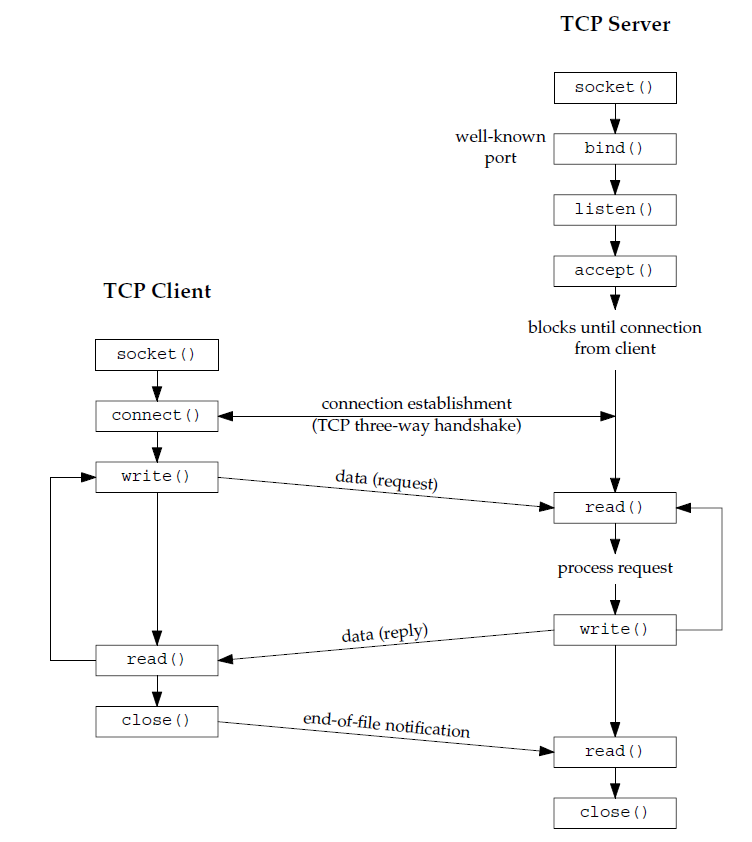 TCP Server
socket()
well-known
port
bind()
listen()
accept()
blocks until connection
from client
TCP Client
socket()
connect()
connection establishment
(TCP three-way handshake)
write()
data (request)
read()
process request
write()
data (reply)
read()
close()
end-of-file notification
read()
close()